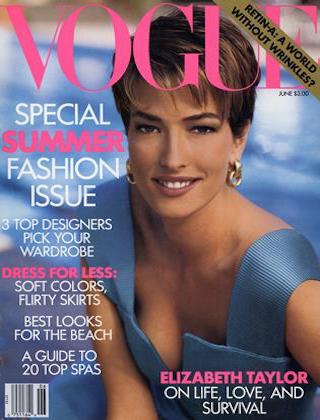 VOGUE
RETIN-A: A WORLD
WITHOUT WRINKLES?
JUNE $3.00
SPECIAL
SUMMER
FASHION
ISSUE
3 TOP DESIGNERS
PICK YOUR
WARDROBE
DRESS FOR LESS:
SOFT COLORS,
FLIRTY SKIRTS
BEST LOOKS
FOR THE BEACH
A GUIDE TO
20 TOP SPAS
ELIZABETH TAYLOR
ON LIFE, LOVE, AND
SURVIVAL